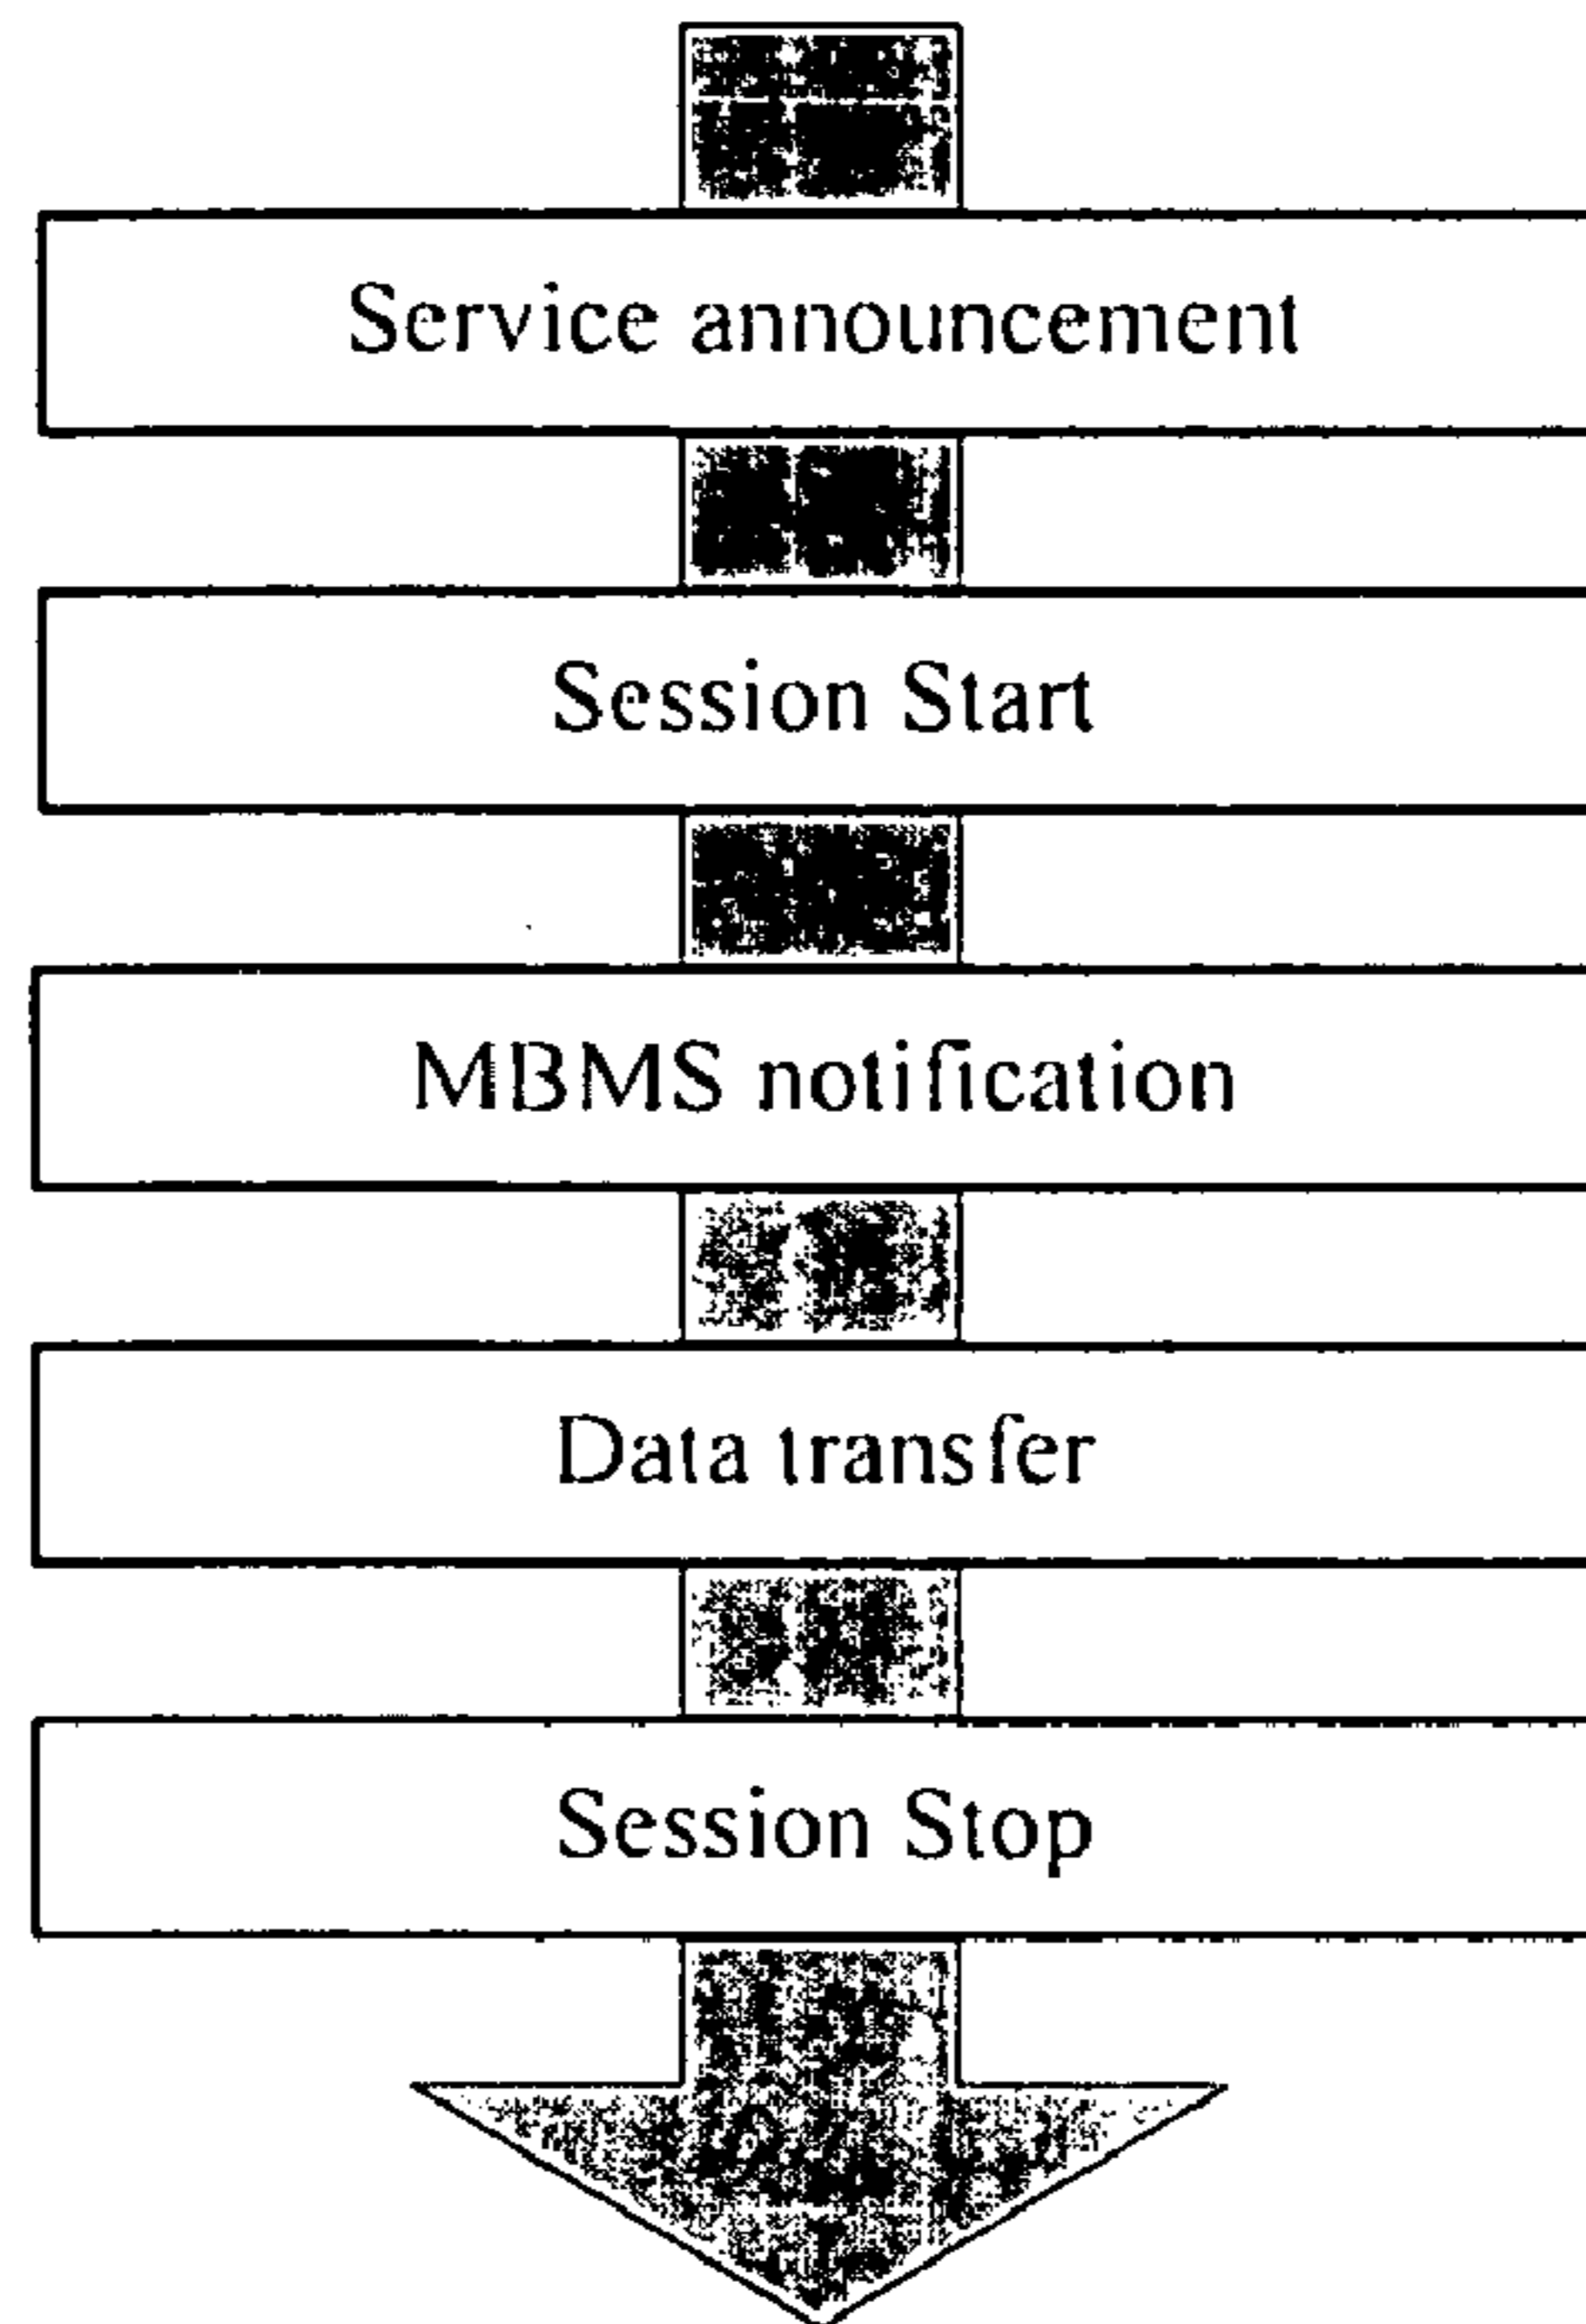 Service announcement
Session Start
MBMS notification
Data transfer
Session Stop